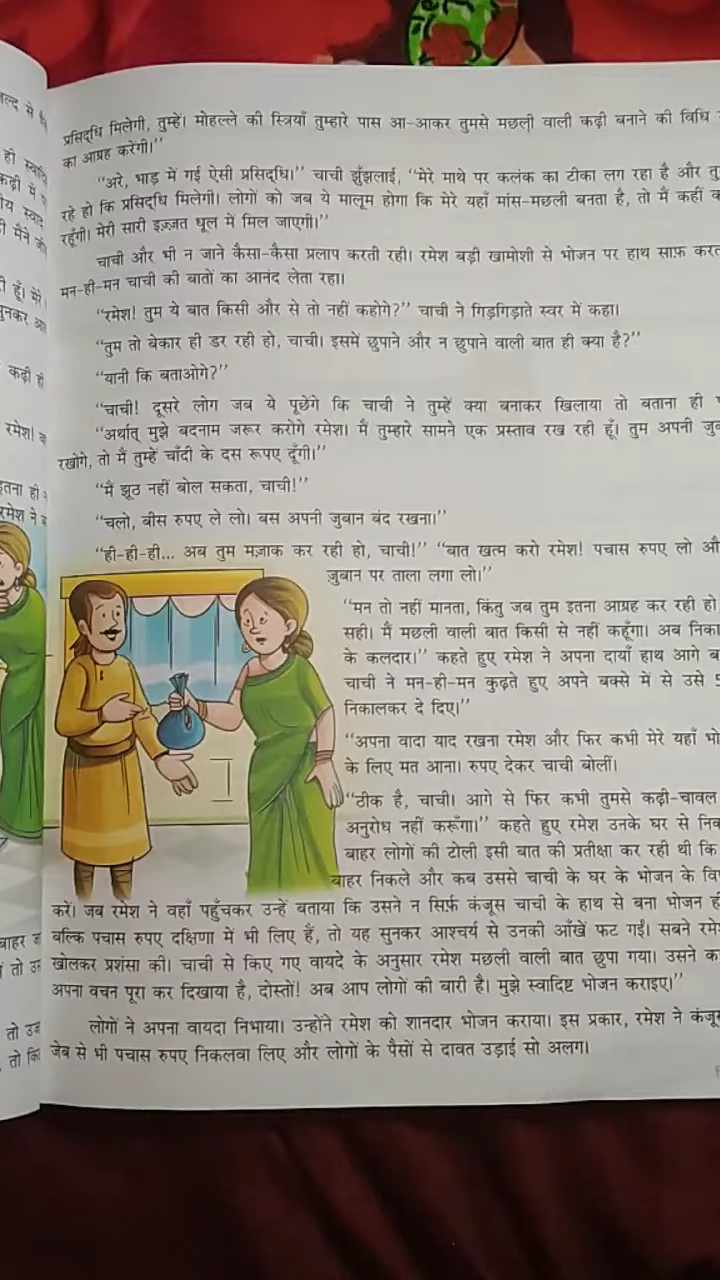 प्रसिद्धि मिलेगी, तुम्हें। मोहल्ले की स्त्रियाँ तुम्हारे पास आ-आकर तुमसे मछली वाली कढ़ी बनाने की विधि
का आग्रह करेंगी।''
''अरे, भाड़ में गई ऐसी प्रसिद्धि।'' चाची झुँझलाई, ''मेरे माथे पर कलंक का टीका लग रहा है और
रहे हो कि प्रसिद्धि मिलेगी। लोगों को जब ये मालूम होगा कि मेरे यहाँ मांस-मछली बनता है, तो मैं कहीं
रहूँगी। मेरी सारी इज़्ज़त धूल में मिल जाएगी।''
चाची और भी न जाने कैसा-कैसा प्रलाप करती रही। रमेश बड़ी खामोशी से भोजन पर हाथ साफ़
मन-ही-मन चाची की बातों का आनंद लेता रहा।
''रमेश! तुम ये बात किसी और से तो नहीं कहोगे?'' चाची ने गिड़गिड़ाते स्वर में कहा।
''तुम तो बेकार ही डर रही हो, चाची। इसमें छुपाने और न छुपाने वाली बात ही क्या है?''
''यानी कि बताओगे?''
''चाची! दूसरे लोग जब ये पूछेंगे कि चाची ने तुम्हें क्या बनाकर खिलाया तो बताना ही
''अर्थात् मुझे बदनाम जरूर करोगे रमेश। मैं तुम्हारे सामने एक प्रस्ताव रख रही हूँ। तुम अपनी
रखोगे, तो मैं तुम्हें चाँदी के दस रूपए दूँगी।''
''मैं झूठ नहीं बोल सकता, चाची!''
''चलो, बीस रुपए ले लो। बस अपनी जुबान बंद रखना।''
''ही-ही-ही... अब तुम मज़ाक कर रही हो, चाची!'' ''बात खत्म करो रमेश! पचास रुपए लो
ज़ुबान पर ताला लगा लो।''
''मन तो नहीं मानता, किंतु जब तुम इतना आग्रह कर रही हो
सही। मैं मछली वाली बात किसी से नहीं कहूँगा। अब
के कलदार।'' कहते हुए रमेश ने अपना दायाँ हाथ आगे
चाची ने मन-ही-मन कुढ़ते हुए अपने बक्से में से उसे
निकालकर दे दिए।''
''अपना वादा याद रखना रमेश और फिर कभी मेरे यहाँ
के लिए मत आना। रुपए देकर चाची बोलीं।
''ठीक है, चाची। आगे से फिर कभी तुमसे कढ़ी-चावल
अनुरोध नहीं करूँगा।'' कहते हुए रमेश उनके घर से
बाहर लोगों की टोली इसी बात की प्रतीक्षा कर रही थी कि
बाहर निकले और कब उससे चाची के घर के भोजन के
करें। जब रमेश ने वहाँ पहुँचकर उन्हें बताया कि उसने न सिर्फ़ कंजूस चाची के हाथ से बना भोजन
बल्कि पचास रुपए दक्षिणा में भी लिए हैं, तो यह सुनकर आश्चर्य से उनकी आँखें फट गईं। सबने
खोलकर प्रशंसा की। चाची से किए गए वायदे के अनुसार रमेश मछली वाली बात छुपा गया। उसने
अपना वचन पूरा कर दिखाया है, दोस्तों! अब आप लोगों की बारी है। मुझे स्वादिष्ट भोजन कराइए।''
लोगों ने अपना वायदा निभाया। उन्होंने रमेश को शानदार भोजन कराया। इस प्रकार, रमेश ने
जेब से भी पचास रुपए निकलवा लिए और लोगों के पैसों से दावत उड़ाई सो अलग।